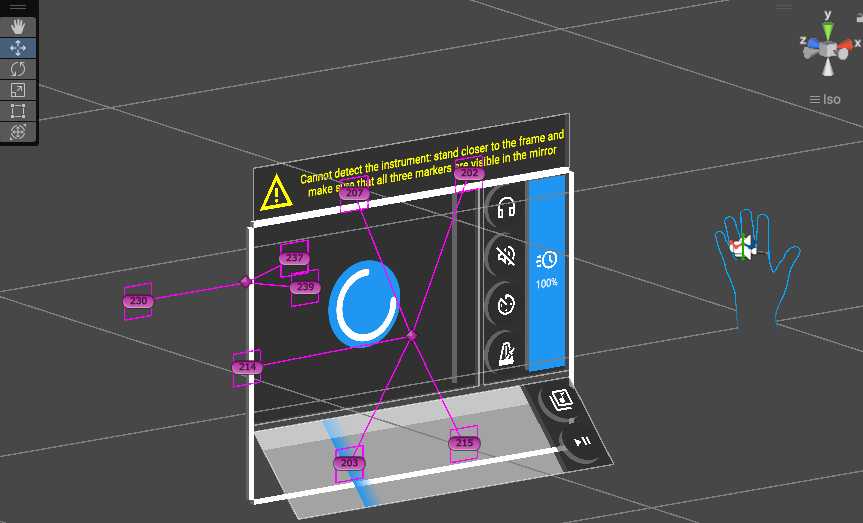 y
z
x
Iso
Cannot detect the instrument: stand closer to the frame and
make sure that all three markers are visible in the mirror
202
207
237
239
230
100%
214
215
203